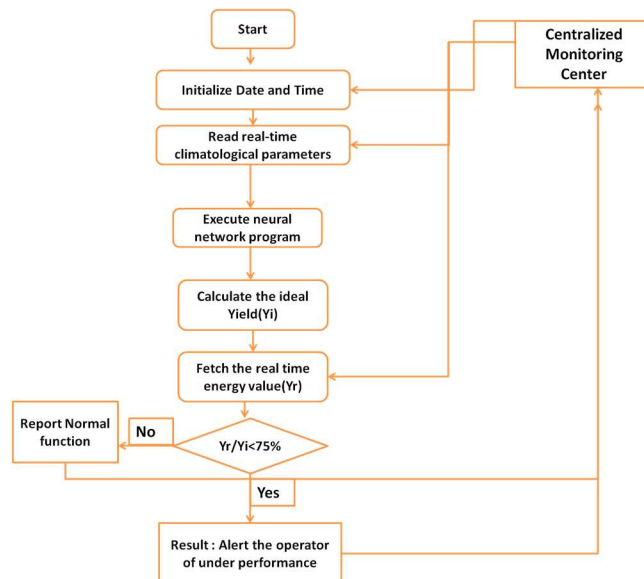 Start
Centralized
Monitoring
Center
Initialize Date and Time
Read real-time
climatological parameters
Execute neural
network program
Calculate the ideal
Yield(Yi)
Fetch the real time
energy value(Yr)
Report Normal
function
No
Yr/Yi<75%
Yes
Result : Alert the operator
of under performance